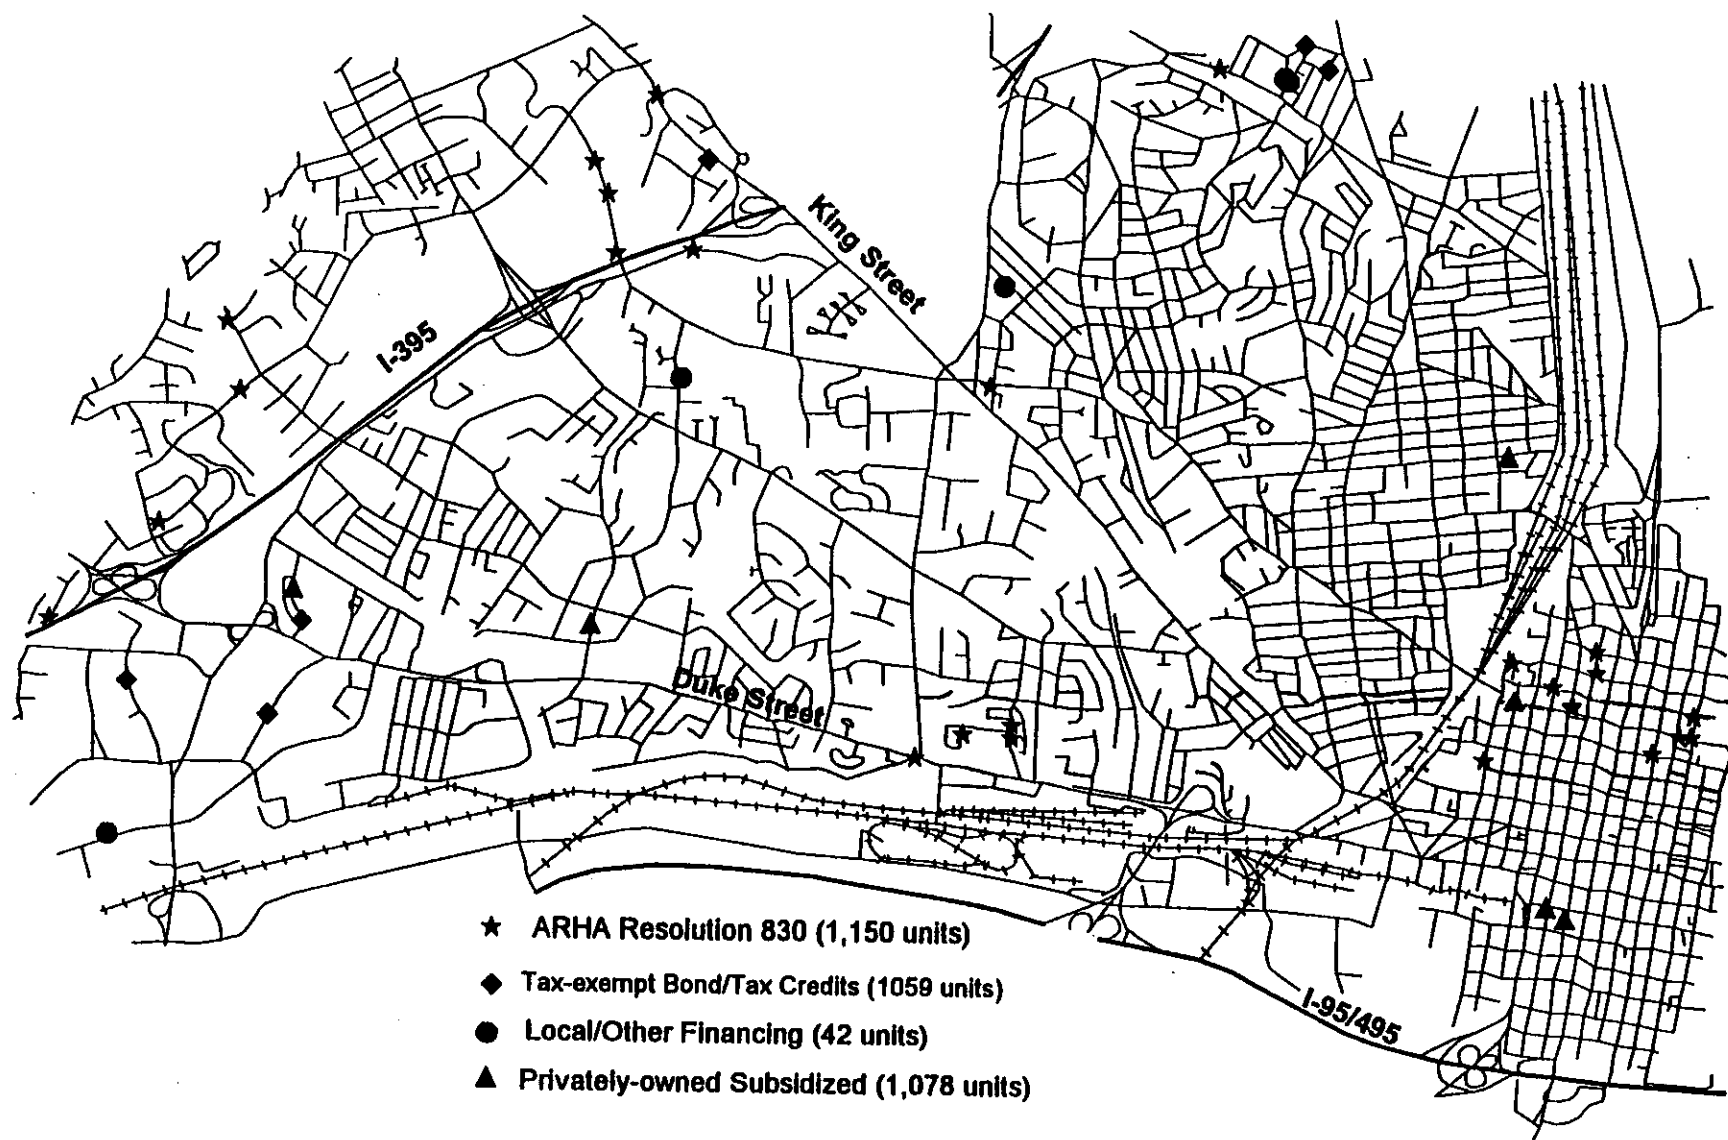 King Street
I-395
Duke Street
ARHA Resolution 830 (1,150 units)
Tax-exempt Bond/Tax Credits (1059 units)
I-95/495
Local/Other Financing (42 units)
Privately-owned Subsidized (1,078 units)